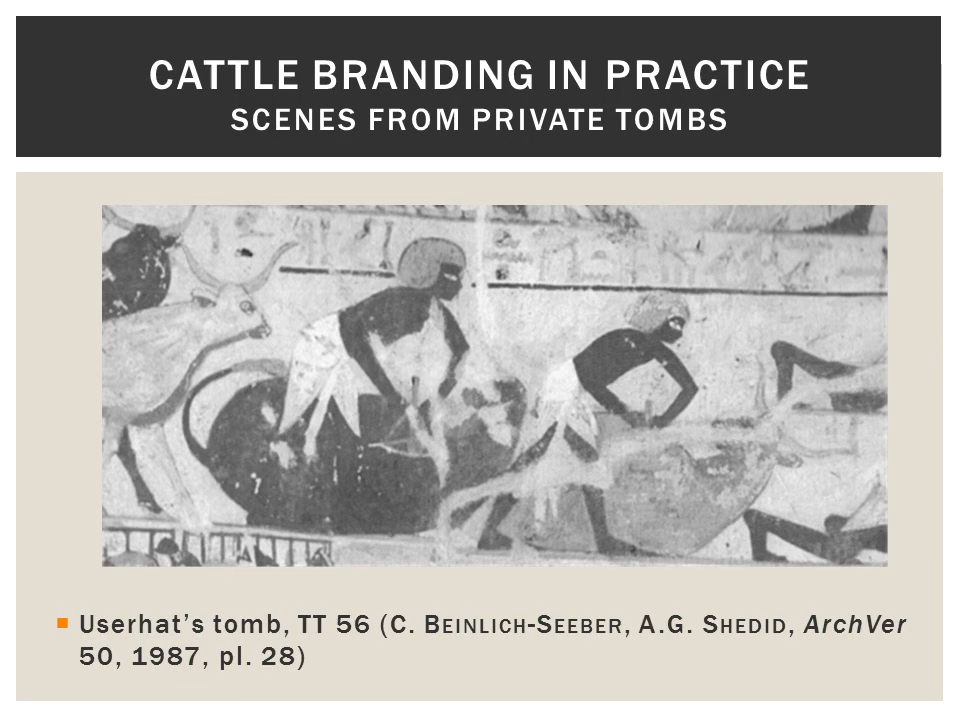 CATTLE BRANDING IN PRACTICE
SCENES FROM PRIVATE TOMBS
Userhat’s tomb, TT 56 (C. BEINLICH-SEEBER, A.G. SHEDID, ArchVer
50, 1987, pl. 28)